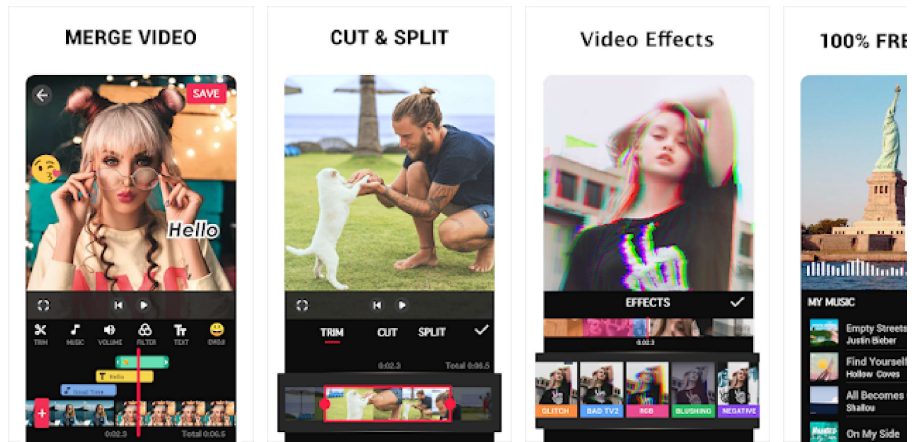 MERGE VIDEO
SAVE
Hello
TRIM MUSIC VOLUME FILTER TEXT EMOJI
Hello
Good Time
0:02.3 Total 0:06.5
CUT & SPLIT
TRIM CUT SPLIT
0:02.3 Total 0:06.5
Video Effects
EFFECTS
0:02.3
GLITCH BAD TV2 RGB BLUSHING NEGATIVE
100% FRE
MY MUSIC
Empty Streets
Justin Bieber
Find Yourself
Hollow Coves
All Becomes
Shallou
On My Side